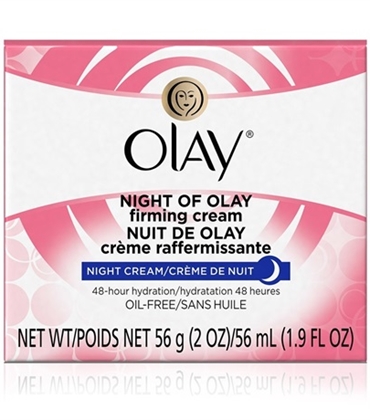 OLAY®
NIGHT OF OLAY
firming cream
NUIT DE OLAY
crème raffermissante
NIGHT CREAM/CRÈME DE NUIT
48-hour hydration/hydratation 48 heures
OIL-FREE/SANS HUILE
NET WT/POIDS NET 56 g (2 OZ)/56 mL (1.9 FL OZ)